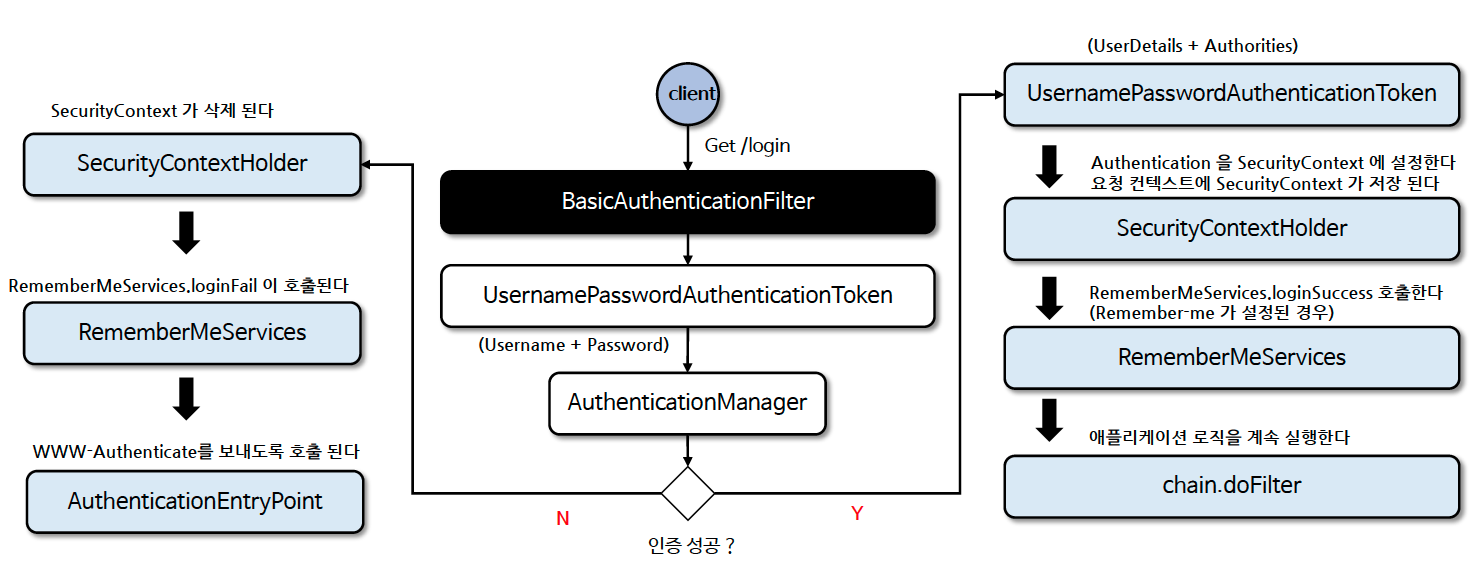 client
Get /login
BasicAuthenticationFilter
UsernamePasswordAuthenticationToken
(Username + Password)
AuthenticationManager
인증 성공 ?
N
Y
SecurityContext 가 삭제 된다
SecurityContextHolder
RememberMeServices.loginFail 이 호출된다
RememberMeServices
WWW-Authenticate를 보내도록 호출 된다
AuthenticationEntryPoint
(UserDetails + Authorities)
UsernamePasswordAuthenticationToken
Authentication 을 SecurityContext 에 설정한다
요청 컨텍스트에 SecurityContext 가 저장 된다
SecurityContextHolder
RememberMeServices.loginSuccess 호출한다
(Remember-me 가 설정된 경우)
RememberMeServices
애플리케이션 로직을 계속 실행한다
chain.doFilter